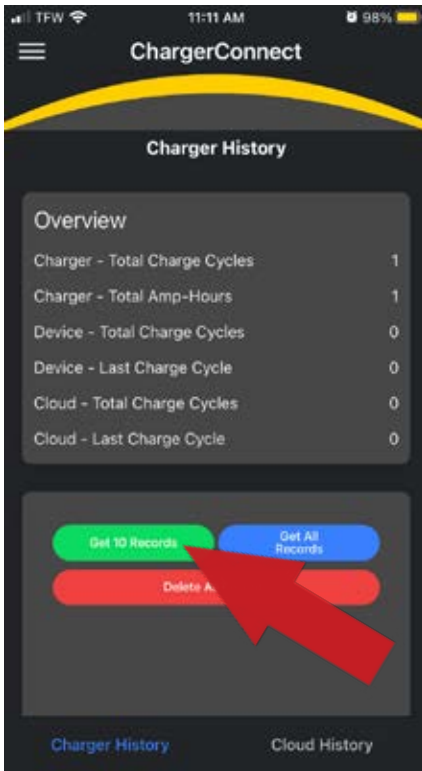 TFW 11:11 AM 98%
ChargerConnect
Charger History
Overview
Charger - Total Charge Cycles 1
Charger - Total Amp-Hours 1
Device - Total Charge Cycles 0
Device - Last Charge Cycle 0
Cloud - Total Charge Cycles 0
Cloud - Last Charge Cycle 0
Get 10 Records
Get All
Records
Delete
Charger History Cloud History